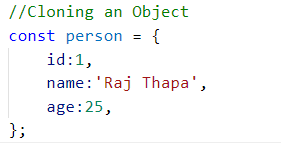 //Cloning an Object
const person = {
    id:1,
    name:'Raj Thapa',
    age:25,
};